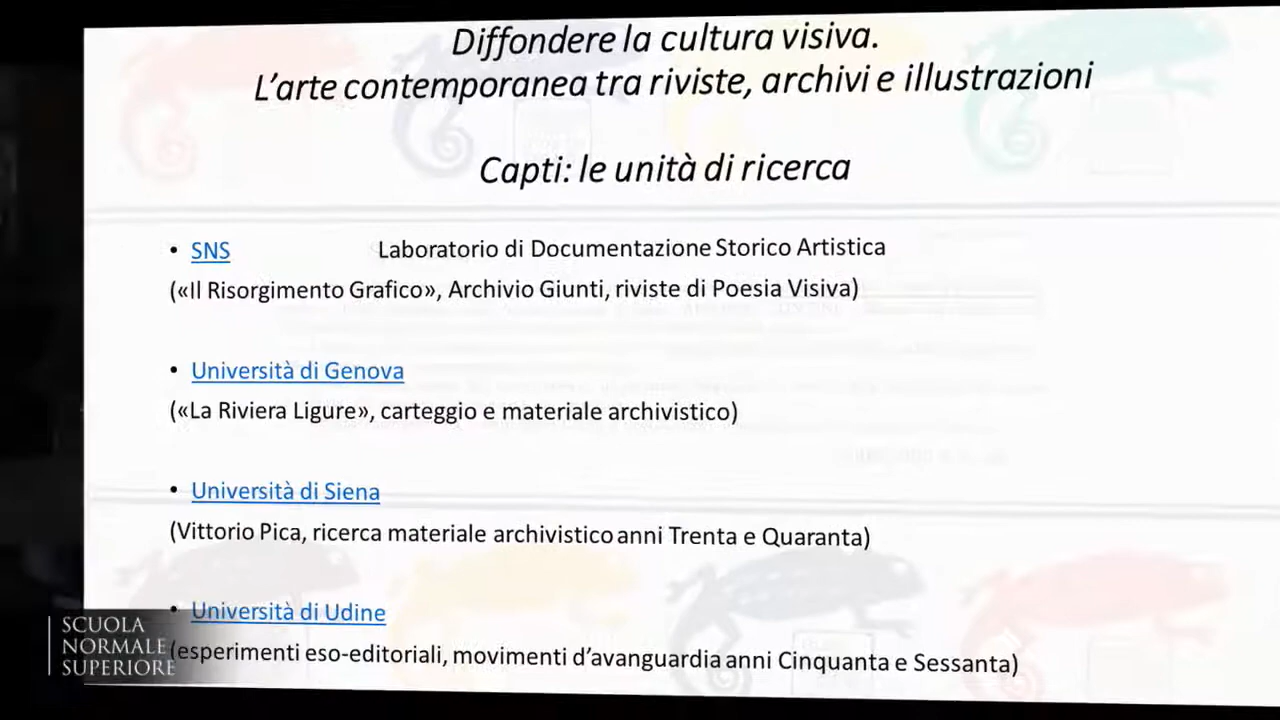 Diffondere la cultura visiva.
L'arte contemporanea tra riviste, archivi e illustrazioni
Capti: le unità di ricerca
• SNS Laboratorio di Documentazione Storico Artistica
(«Il Risorgimento Grafico», Archivio Giunti, riviste di Poesia Visiva)
• Università di Genova
(«La Riviera Ligure», carteggio e materiale archivistico)
• Università di Siena
(Vittorio Pica, ricerca materiale archivistico anni Trenta e Quaranta)
• Università di Udine
(esperimenti eso-editoriali, movimenti d'avanguardia anni Cinquanta e Sessanta)
SCUOLA
NORMALE
SUPERIORE